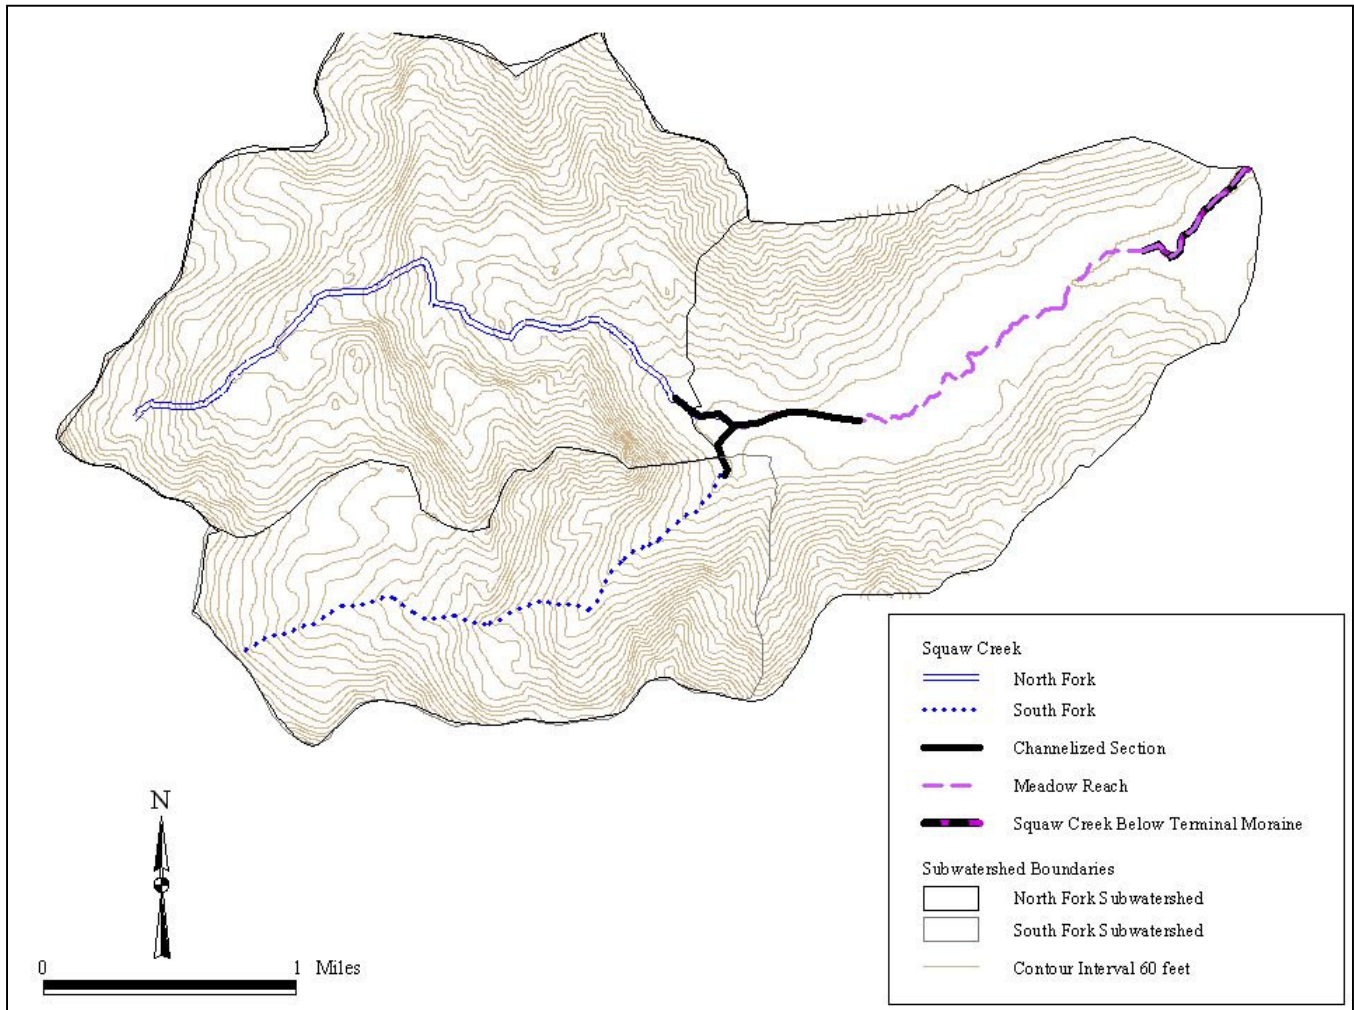 Squaw Creek
North Fork
South Fork
Channelized Section
Meadow Reach
Squaw Creek Below Terminal Moraine
Subwatershed Boundaries
North Fork Subwatershed
South Fork Subwatershed
Contour Interval 60 feet
N
0 1 Miles